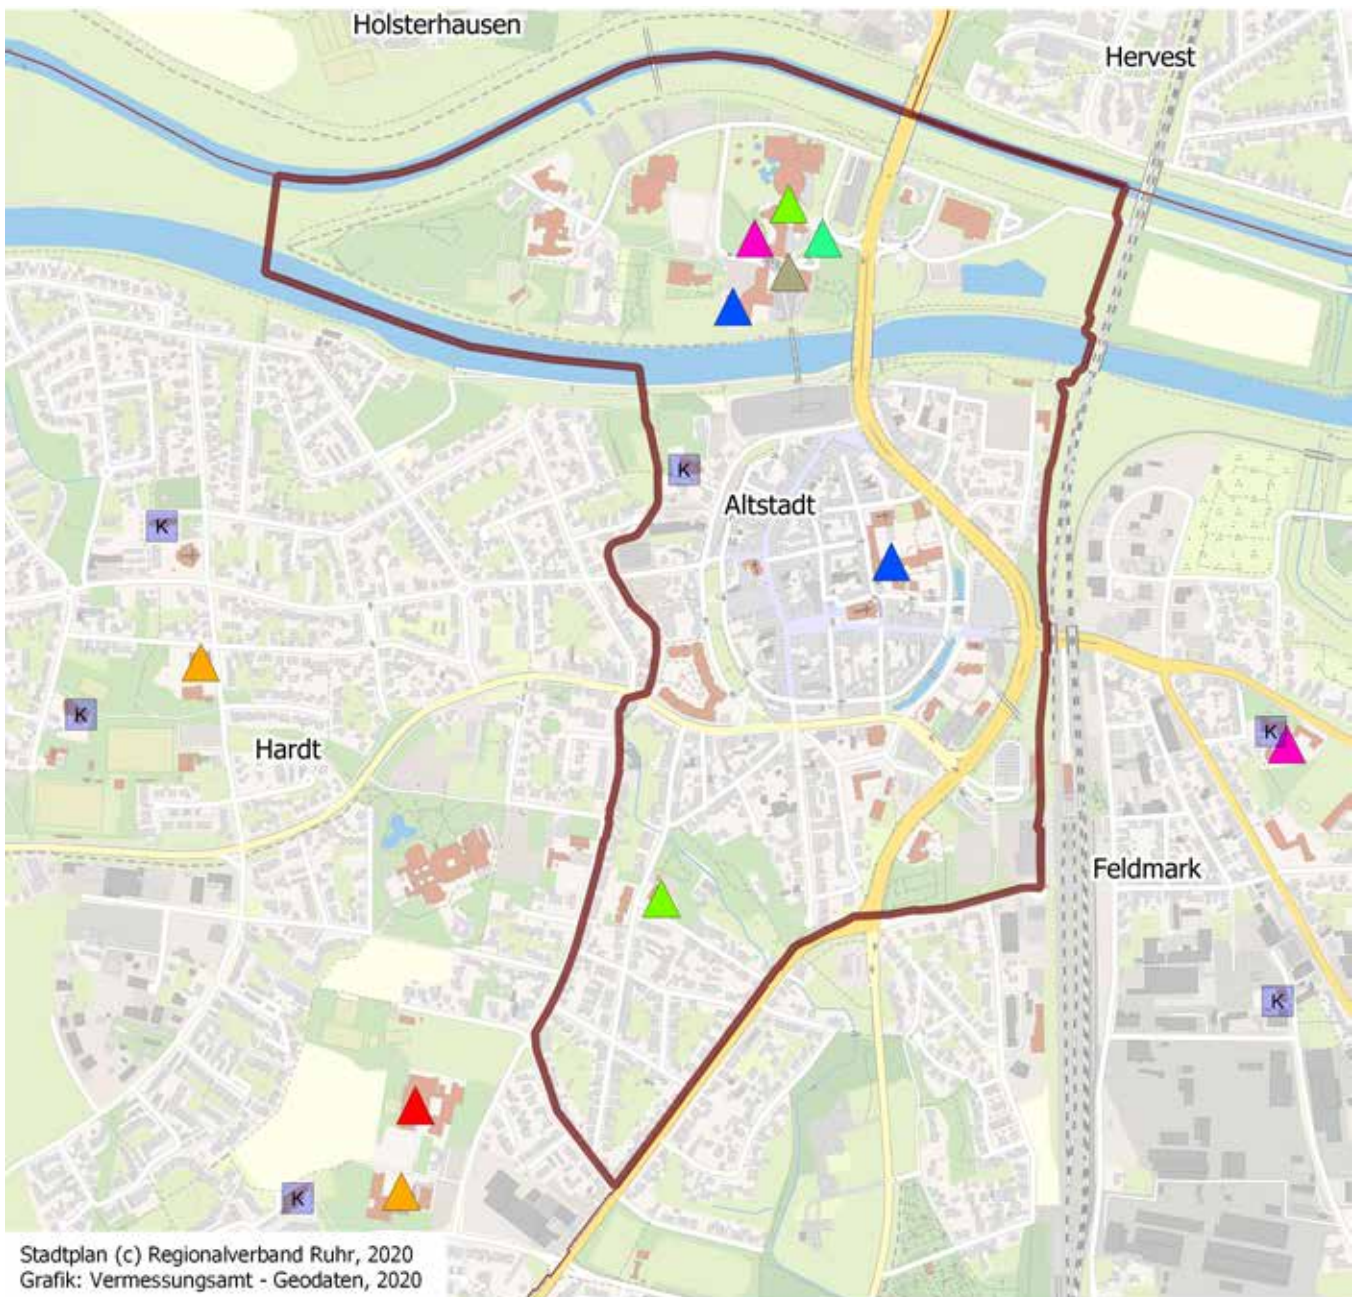 Holsterhausen
Hervest
K
Altstadt
K
K
K
Hardt
Feldmark
K
K
Stadtplan (c) Regionalverband Ruhr, 2020
Grafik: Vermessungsamt - Geodaten, 2020